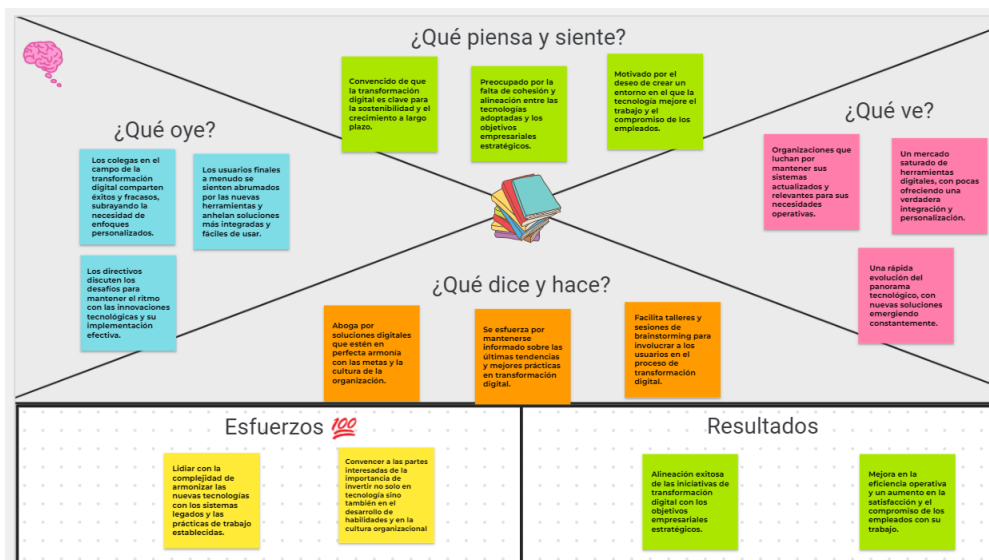 ¿Qué piensa y siente?
Convencido de que
la transformación
digital es clave para
la sostenibilidad y el
crecimiento a largo
plazo.
Preocupado por la
falta de cohesión y
alineación entre las
tecnologías
adoptadas y los
objetivos
empresariales
estratégicos.
Motivado por el
deseo de crear un
entorno en el que la
tecnología mejore el
trabajo y el
compromiso de los
empleados.
¿Qué oye?
Los colegas en el
campo de la
transformación
digital comparten
éxitos y fracasos,
subrayando la
necesidad de
enfoques
personalizados.
Los usuarios finales
a menudo se
sienten abrumados
por las nuevas
herramientas y
anhelan soluciones
más integradas y
fáciles de usar.
Los directivos
discuten los
desafíos para
mantener el ritmo
con las innovaciones
tecnológicas y su
implementación
efectiva.
¿Qué ve?
Organizaciones que
luchan por
mantener sus
sistemas
actualizados y
relevantes para sus
necesidades
operativas.
Un mercado
saturado de
herramientas
digitales, con pocas
ofreciendo una
verdadera
integración y
personalización.
Una rápida
evolución del
panorama
tecnológico, con
nuevas soluciones
emergiendo
constantemente.
¿Qué dice y hace?
Aboga por
soluciones digitales
que estén en
perfecta armonía
con las metas y la
cultura de la
organización.
Se esfuerza por
mantenerse
informado sobre las
últimas tendencias
y mejores prácticas
en transformación
digital.
Facilita talleres y
sesiones de
brainstorming para
involucrar a los
usuarios en el
proceso de
transformación
digital.
Esfuerzos 100
Lidiar con la
complejidad de
armonizar las
nuevas tecnologías
con los sistemas
legados y las
prácticas de trabajo
establecidas.
Convencer a las partes
interesadas de la
importancia de
invertir no solo en
tecnología sino
también en el
desarrollo de
habilidades y en la
cultura organizacional
Resultados
Alineación exitosa
de las iniciativas de
transformación
digital con los
objetivos
empresariales
estratégicos.
Mejora en la
eficiencia operativa
y un aumento en la
satisfacción y el
compromiso de los
empleados con su
trabajo.